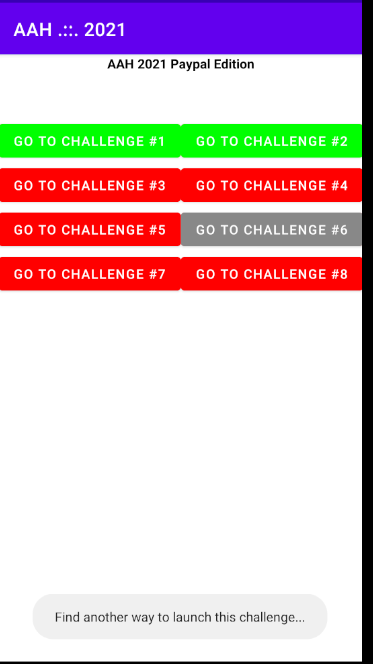 AAH .::. 2021
AAH 2021 Paypal Edition
GO TO CHALLENGE #1 GO TO CHALLENGE #2
GO TO CHALLENGE #3 GO TO CHALLENGE #4
GO TO CHALLENGE #5 GO TO CHALLENGE #6
GO TO CHALLENGE #7 GO TO CHALLENGE #8
Find another way to launch this challenge...